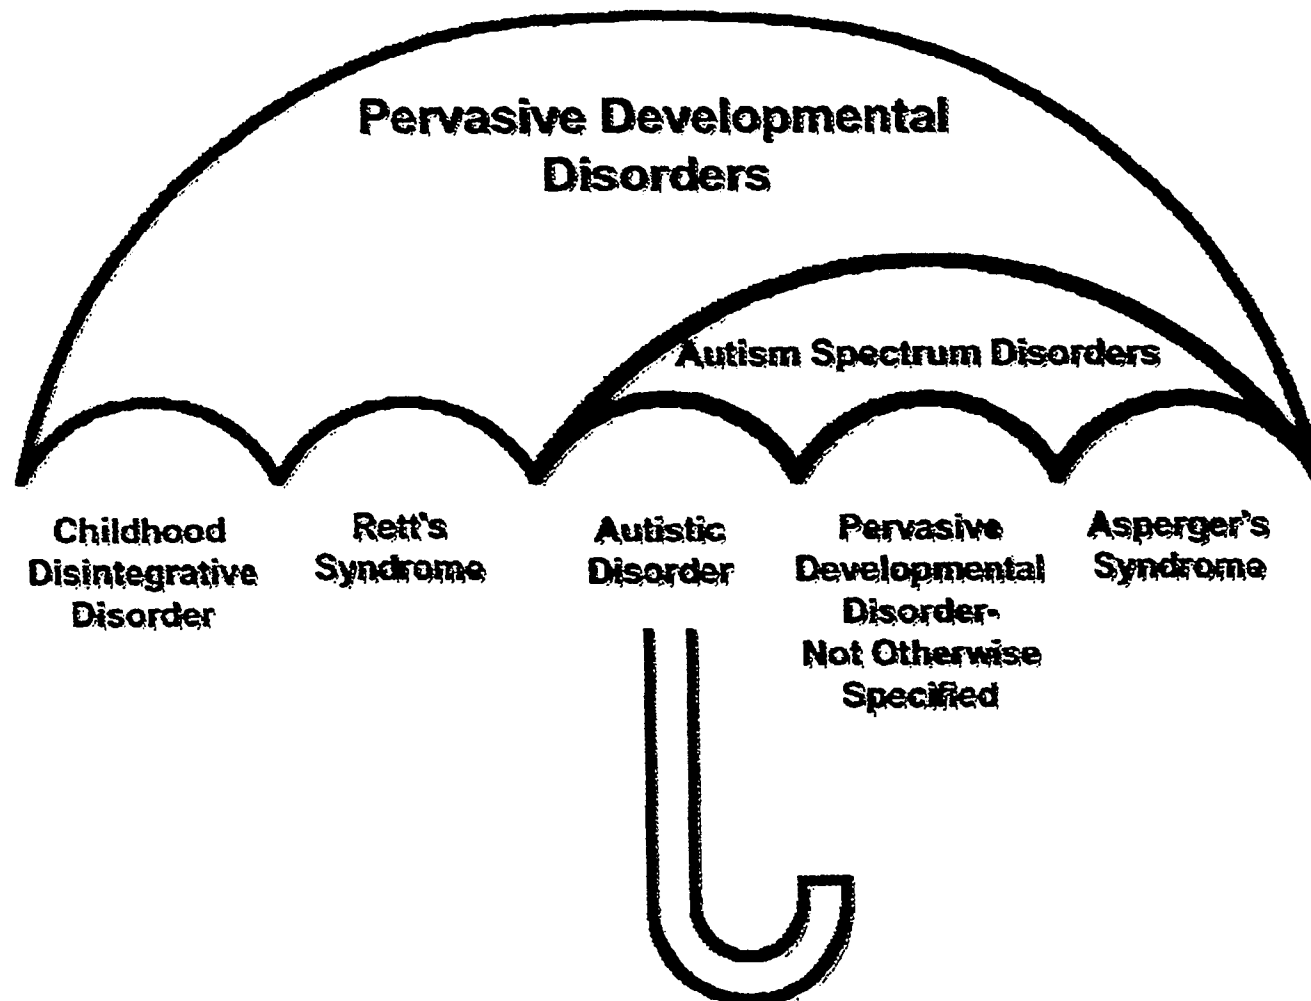 Pervasive Developmental
Disorders
Autism Spectrum Disorders
Childhood
Disintegrative
Disorder
Rett's
Syndrome
Autistic
Disorder
Pervasive
Developmental
Disorder-
Not Otherwise
Specified
Asperger's
Syndrome